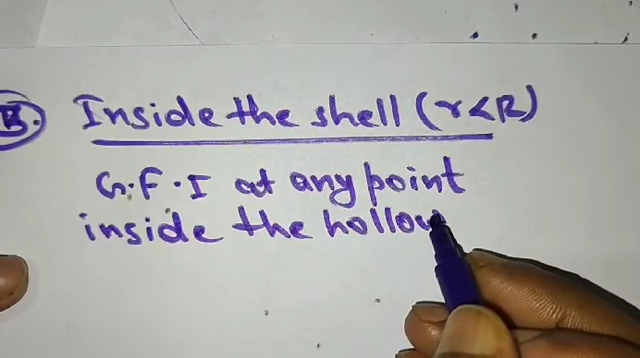 B. Inside the shell (r<R)
G.F.I at any point
inside the hollow